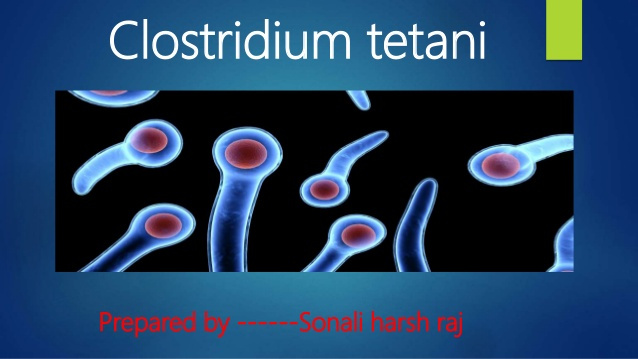 Clostridium tetani
Prepared by ------Sonali harsh raj